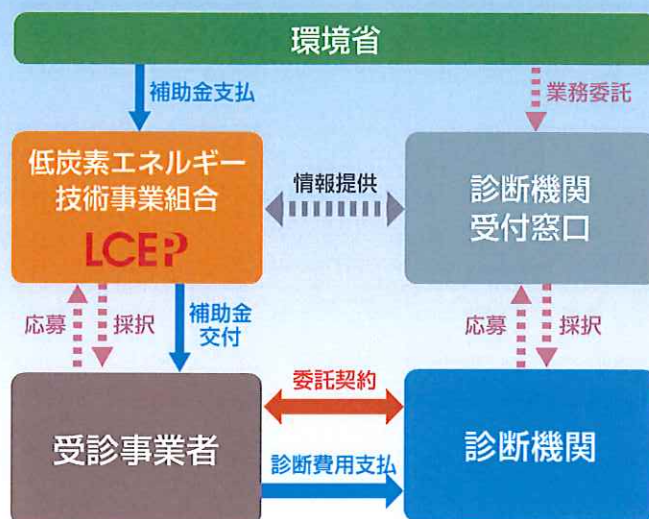 環境省
補助金支払
業務委託
低炭素エネルギー
技術事業組合
LCEP
情報提供
診断機関
受付窓口
応募
採択
補助金
交付
応募
採択
受診事業者
委託契約
診断費用支払
診断機関